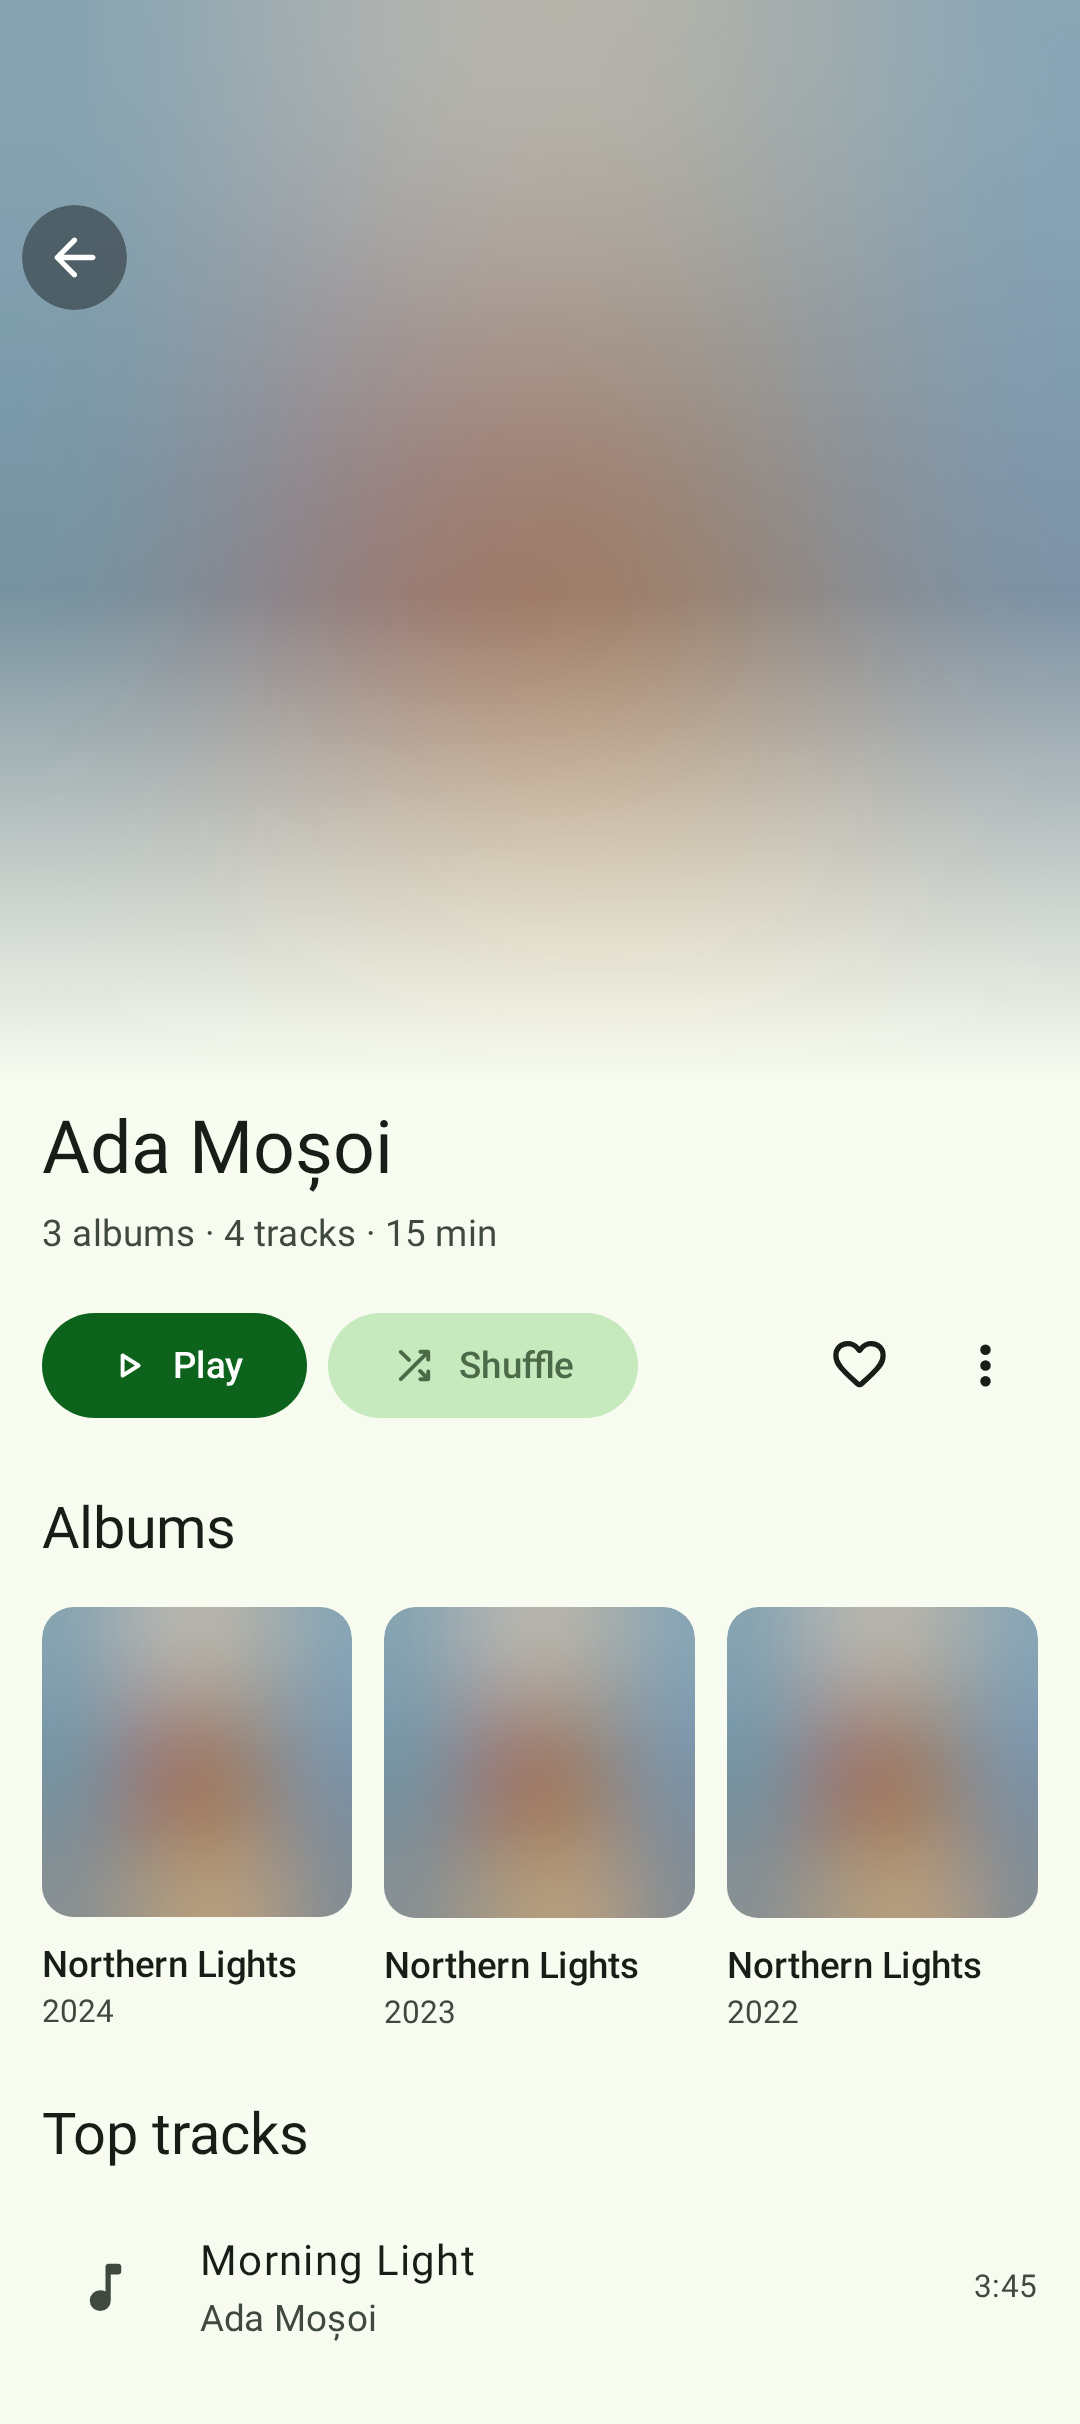 Ada Moșoi
3 albums · 4 tracks · 15 min
Play
Shuffle
Albums
Northern Lights
2024
Northern Lights
2023
Northern Lights
2022
Top tracks
Morning Light
Ada Moșoi
3:45